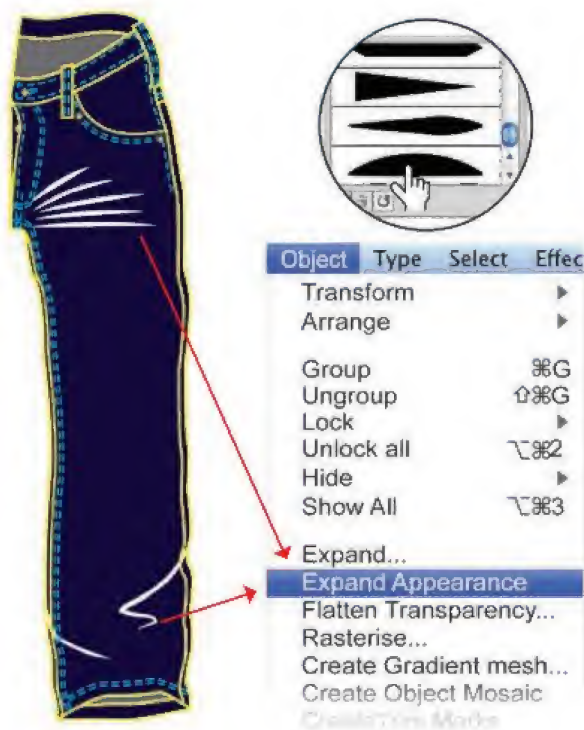 Object Type Select Effec
Transform
Arrange
Group ⌘G
Ungroup ⇧⌘G
Lock
Unlock all ⌥⌘2
Hide
Show All ⌥⌘3
Expand...
Expand Appearance
Flatten Transparency...
Rasterise...
Create Gradient mesh...
Create Object Mosaic